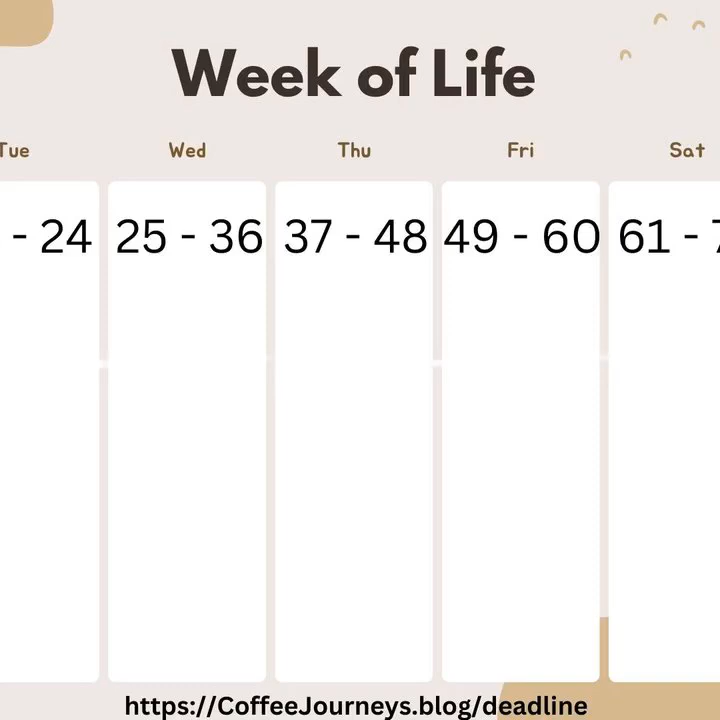 Week of Life
Tue Wed Thu Fri Sat
- 24 25 - 36 37 - 48 49 - 60 61 - 7
https://CoffeeJourneys.blog/deadline